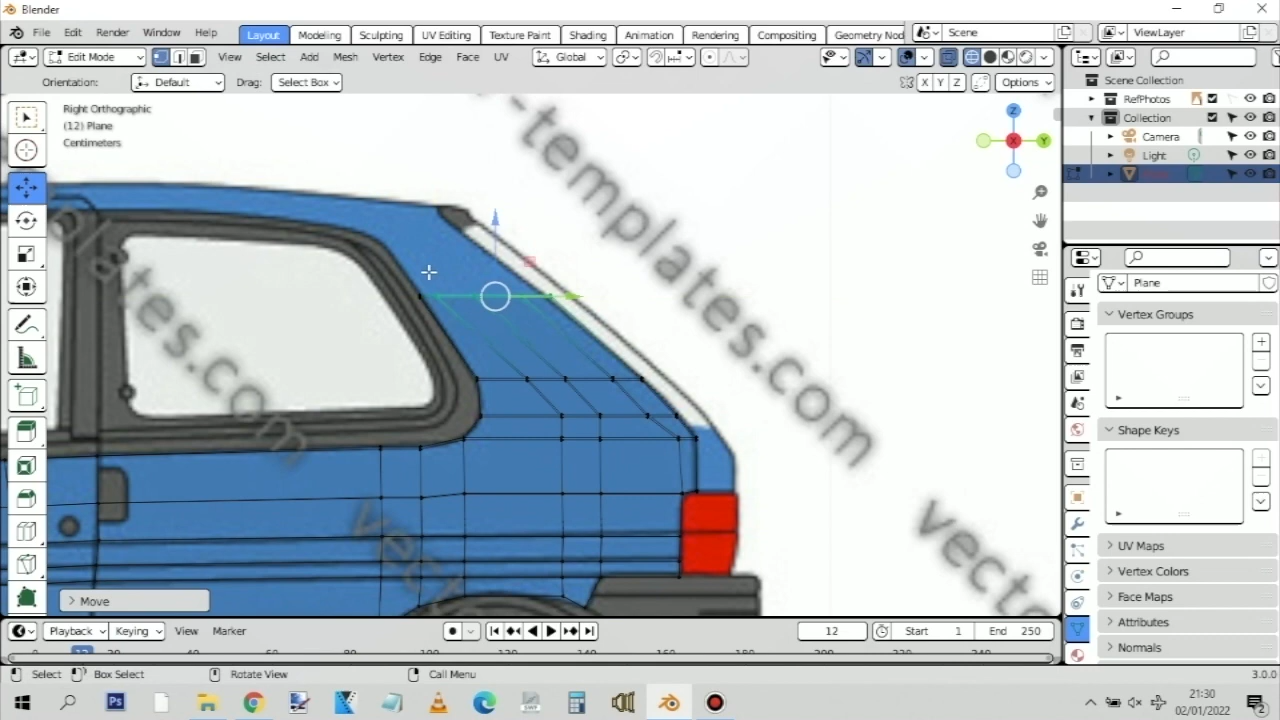 Blender
File Edit Render Window Help
Layout Modeling Sculpting UV Editing Texture Paint Shading Animation Rendering Compositing Geometry Nod
Scene
ViewLayer
Edit Mode
View Select Add Mesh Vertex Edge Face UV
Global
Orientation: Default Drag: Select Box
X Y Z Options
Right Orthographic
(12) Plane
Centimeters
Z
X
Y
-templates.com
plates.com
vect
vecto
Scene Collection
RefPhotos
Collection
Camera
Light
Plane
Vertex Groups
Shape Keys
UV Maps
Vertex Colors
Face Maps
Attributes
Normals
Move
Playback Keying View Marker
12
Start 1
End 250
Select Box Select Rotate View Call Menu
3.0.0
21:30
02/01/2022
2